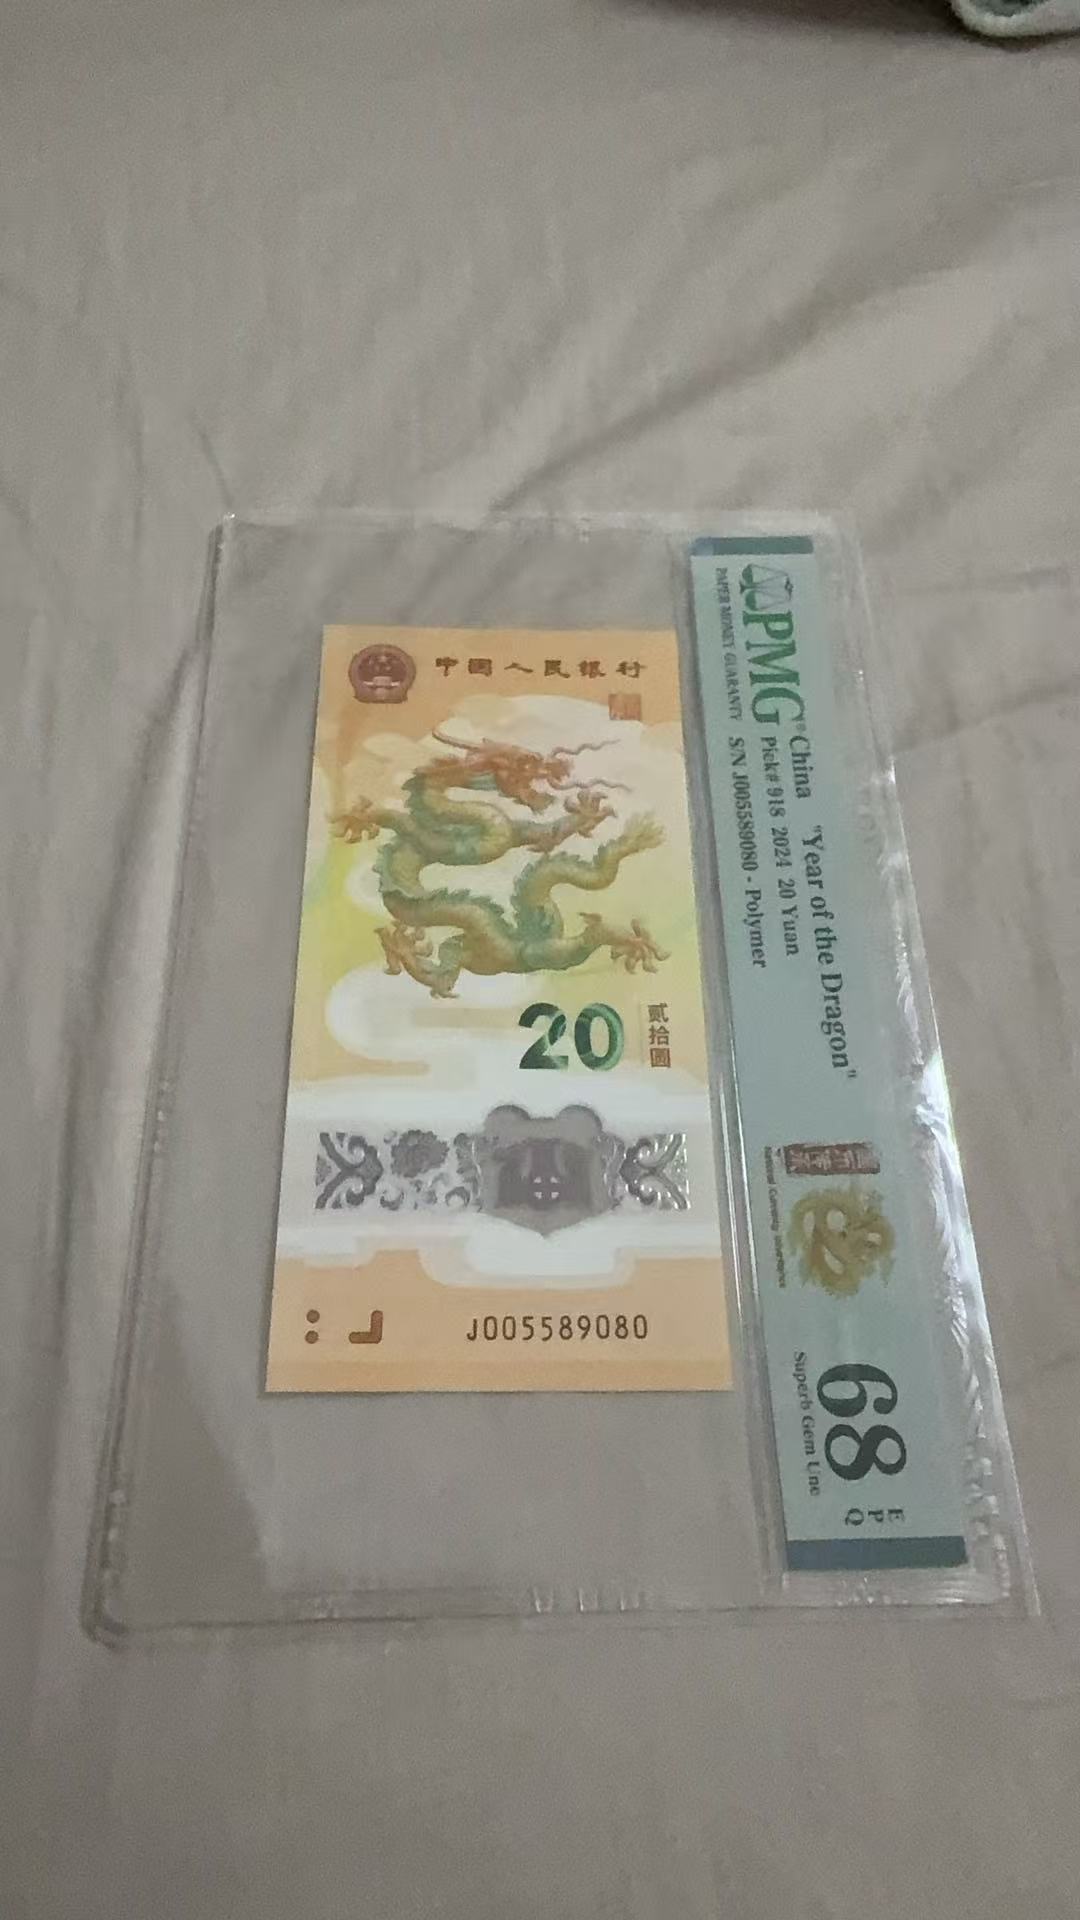 中国人民银行
20
贰拾圆
J005589080
PMG
PAPER MONEY GUARANTY
China "Year of the Dragon"
Pick# 918 2024 20 Yuan
S/N J005589080 - Polymer
68
EPQ
Superb Gem Unc